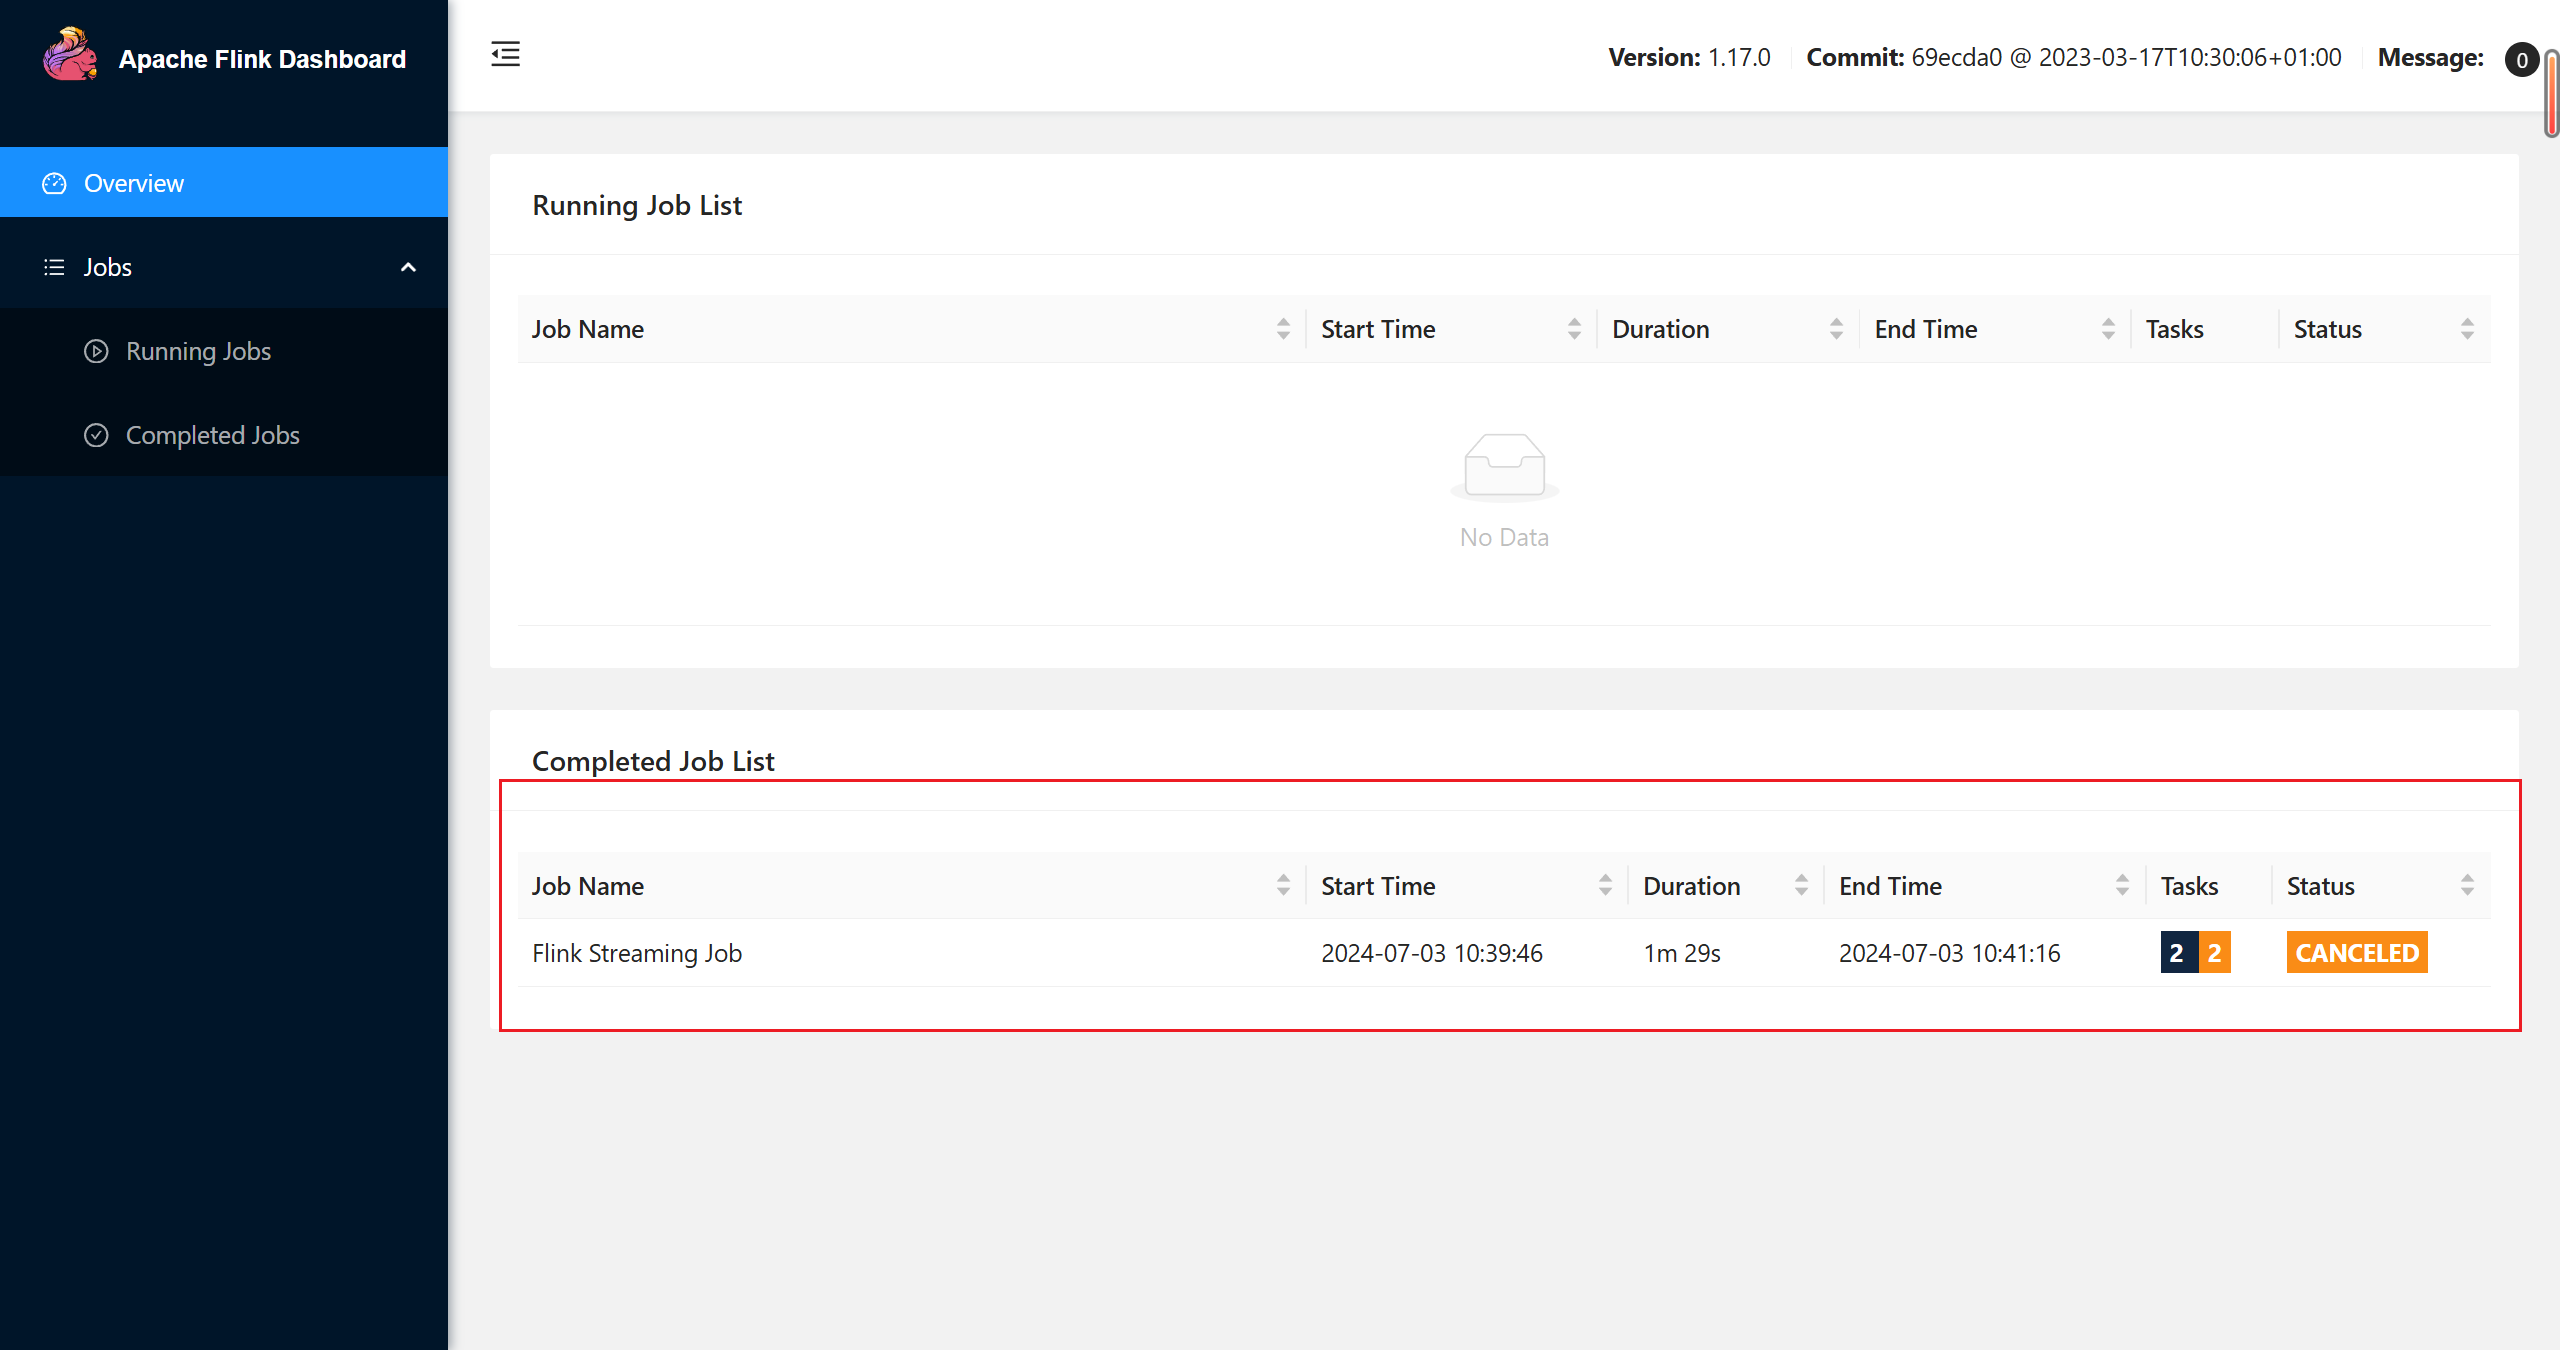 Apache Flink Dashboard
Version: 1.17.0 Commit: 69ecda0 @ 2023-03-17T10:30:06+01:00 Message: 0
Overview
Jobs
Running Jobs
Completed Jobs
Running Job List
Job Name Start Time Duration End Time Tasks Status
No Data
Completed Job List
Job Name Start Time Duration End Time Tasks Status
Flink Streaming Job 2024-07-03 10:39:46 1m 29s 2024-07-03 10:41:16 2 2 CANCELED